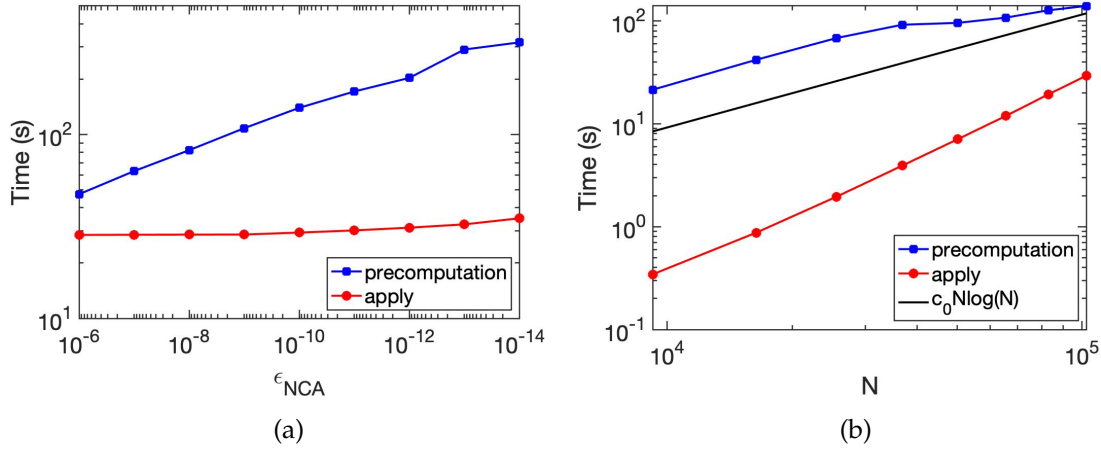 10^2
Time (s)
10^1
10^-6
10^-8
10^-10
10^-12
10^-14
ϵ_NCA
precomputation
apply
(a)
10^2
10^1
10^0
10^-1
Time (s)
10^4
10^5
N
precomputation
apply
c_0Nlog(N)
(b)